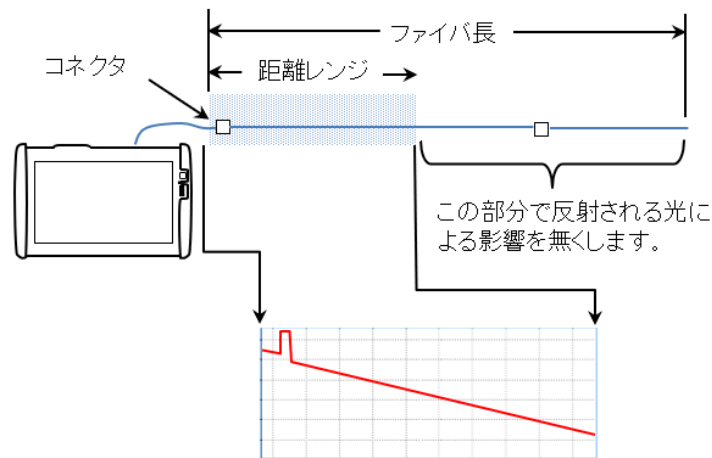 ファイバ長
コネクタ
距離レンジ
この部分で反射される光に
よる影響を無くします。